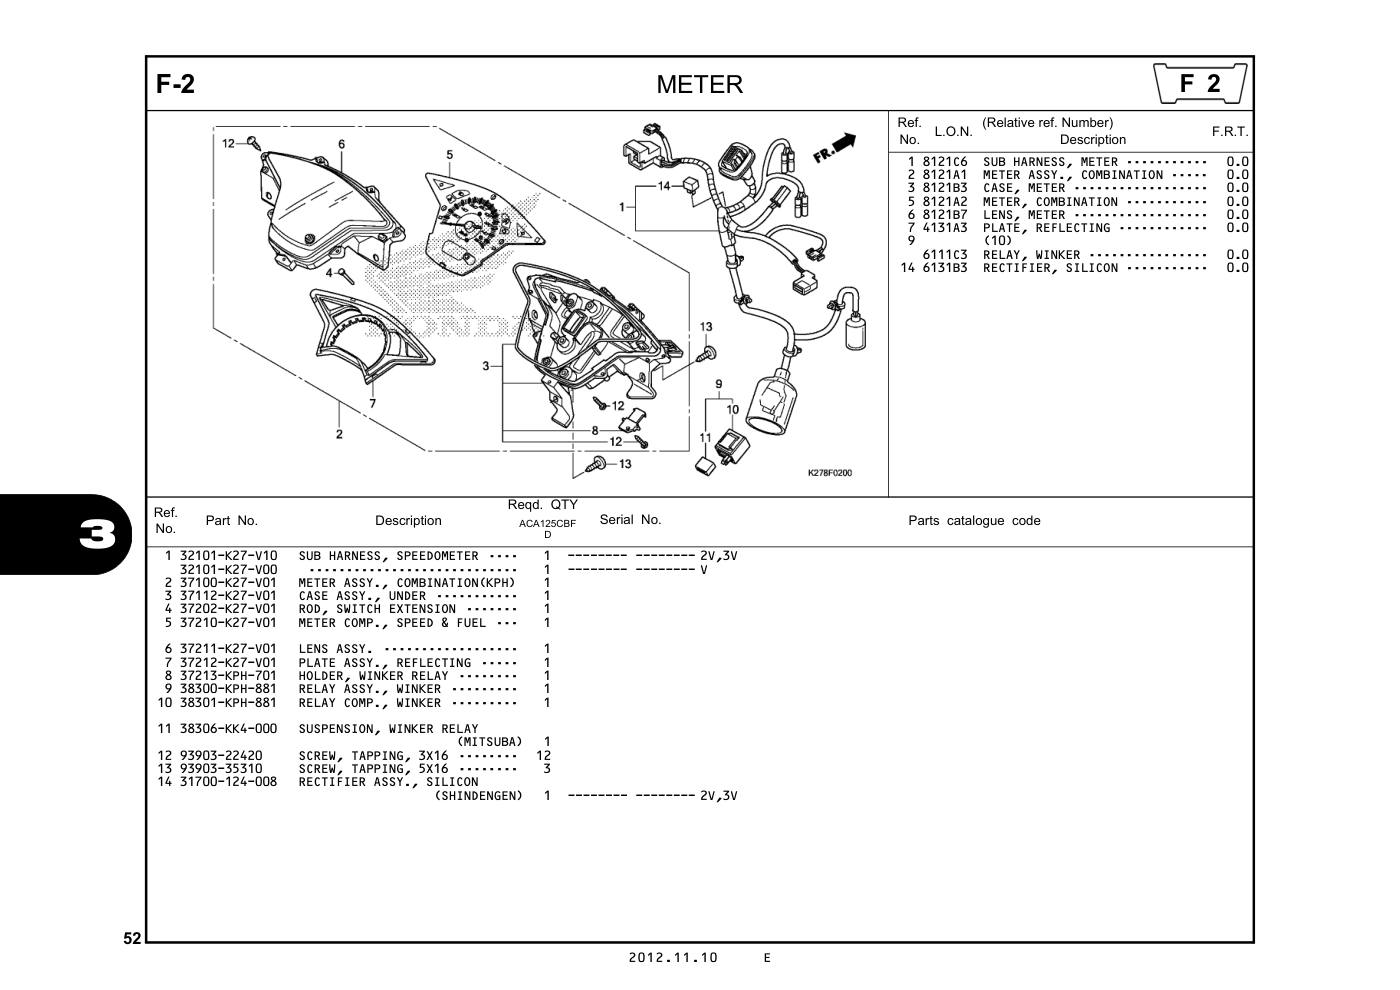 F-2 METER F 2
12 6 5 14 1 FR.
4 7 2 3 13 12 8 12 13 9 10 11
HONDA
K278F0200
Ref. No. L.O.N. (Relative ref. Number) Description F.R.T.
1 8121C6 SUB HARNESS, METER ----------- 0.0
2 8121A1 METER ASSY., COMBINATION ----- 0.0
3 8121B3 CASE, METER ------------------ 0.0
5 8121A2 METER, COMBINATION ----------- 0.0
6 8121B7 LENS, METER ------------------ 0.0
7 4131A3 PLATE, REFLECTING ------------ 0.0
9 (10)
6111C3 RELAY, WINKER ---------------- 0.0
14 6131B3 RECTIFIER, SILICON ----------- 0.0
3
Ref. No. Part No. Description Reqd. QTY ACA125CBF D Serial No. Parts catalogue code
1 32101-K27-V10 SUB HARNESS, SPEEDOMETER ---- 1 -------- -------- 2V,3V
32101-K27-V00 ---------------------------- 1 -------- -------- V
2 37100-K27-V01 METER ASSY., COMBINATION(KPH) 1
3 37112-K27-V01 CASE ASSY., UNDER ----------- 1
4 37202-K27-V01 ROD, SWITCH EXTENSION ------- 1
5 37210-K27-V01 METER COMP., SPEED & FUEL --- 1
6 37211-K27-V01 LENS ASSY. ------------------ 1
7 37212-K27-V01 PLATE ASSY., REFLECTING ----- 1
8 37213-KPH-701 HOLDER, WINKER RELAY -------- 1
9 38300-KPH-881 RELAY ASSY., WINKER --------- 1
10 38301-KPH-881 RELAY COMP., WINKER --------- 1
11 38306-KK4-000 SUSPENSION, WINKER RELAY
(MITSUBA) 1
12 93903-22420 SCREW, TAPPING, 3X16 -------- 12
13 93903-35310 SCREW, TAPPING, 5X16 -------- 3
14 31700-124-008 RECTIFIER ASSY., SILICON
(SHINDENGEN) 1 -------- -------- 2V,3V
52
2012.11.10 E